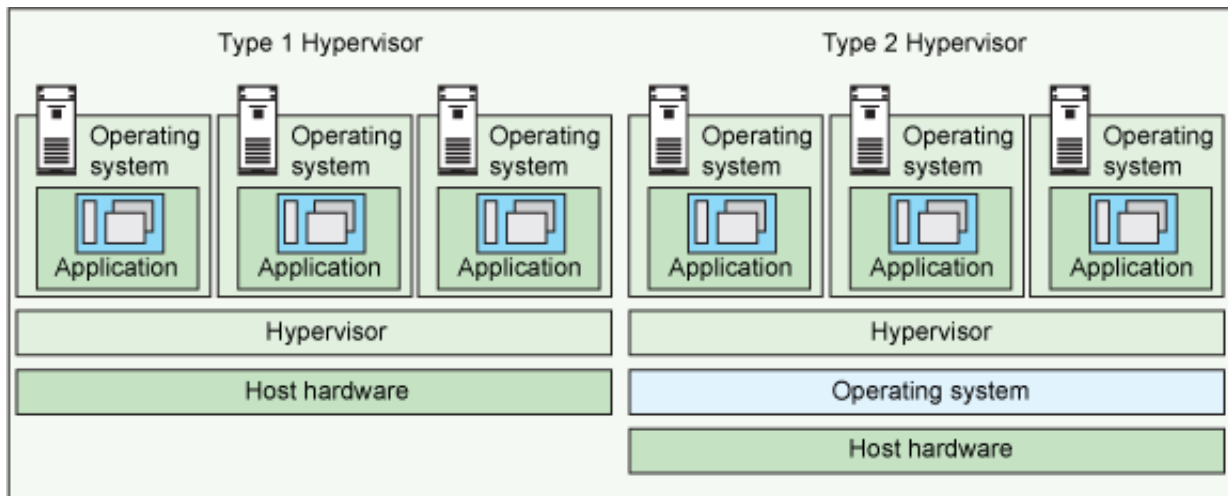 Type 1 Hypervisor
Operating
system
Application
Operating
system
Application
Operating
system
Application
Hypervisor
Host hardware
Type 2 Hypervisor
Operating
system
Application
Operating
system
Application
Operating
system
Application
Hypervisor
Operating system
Host hardware